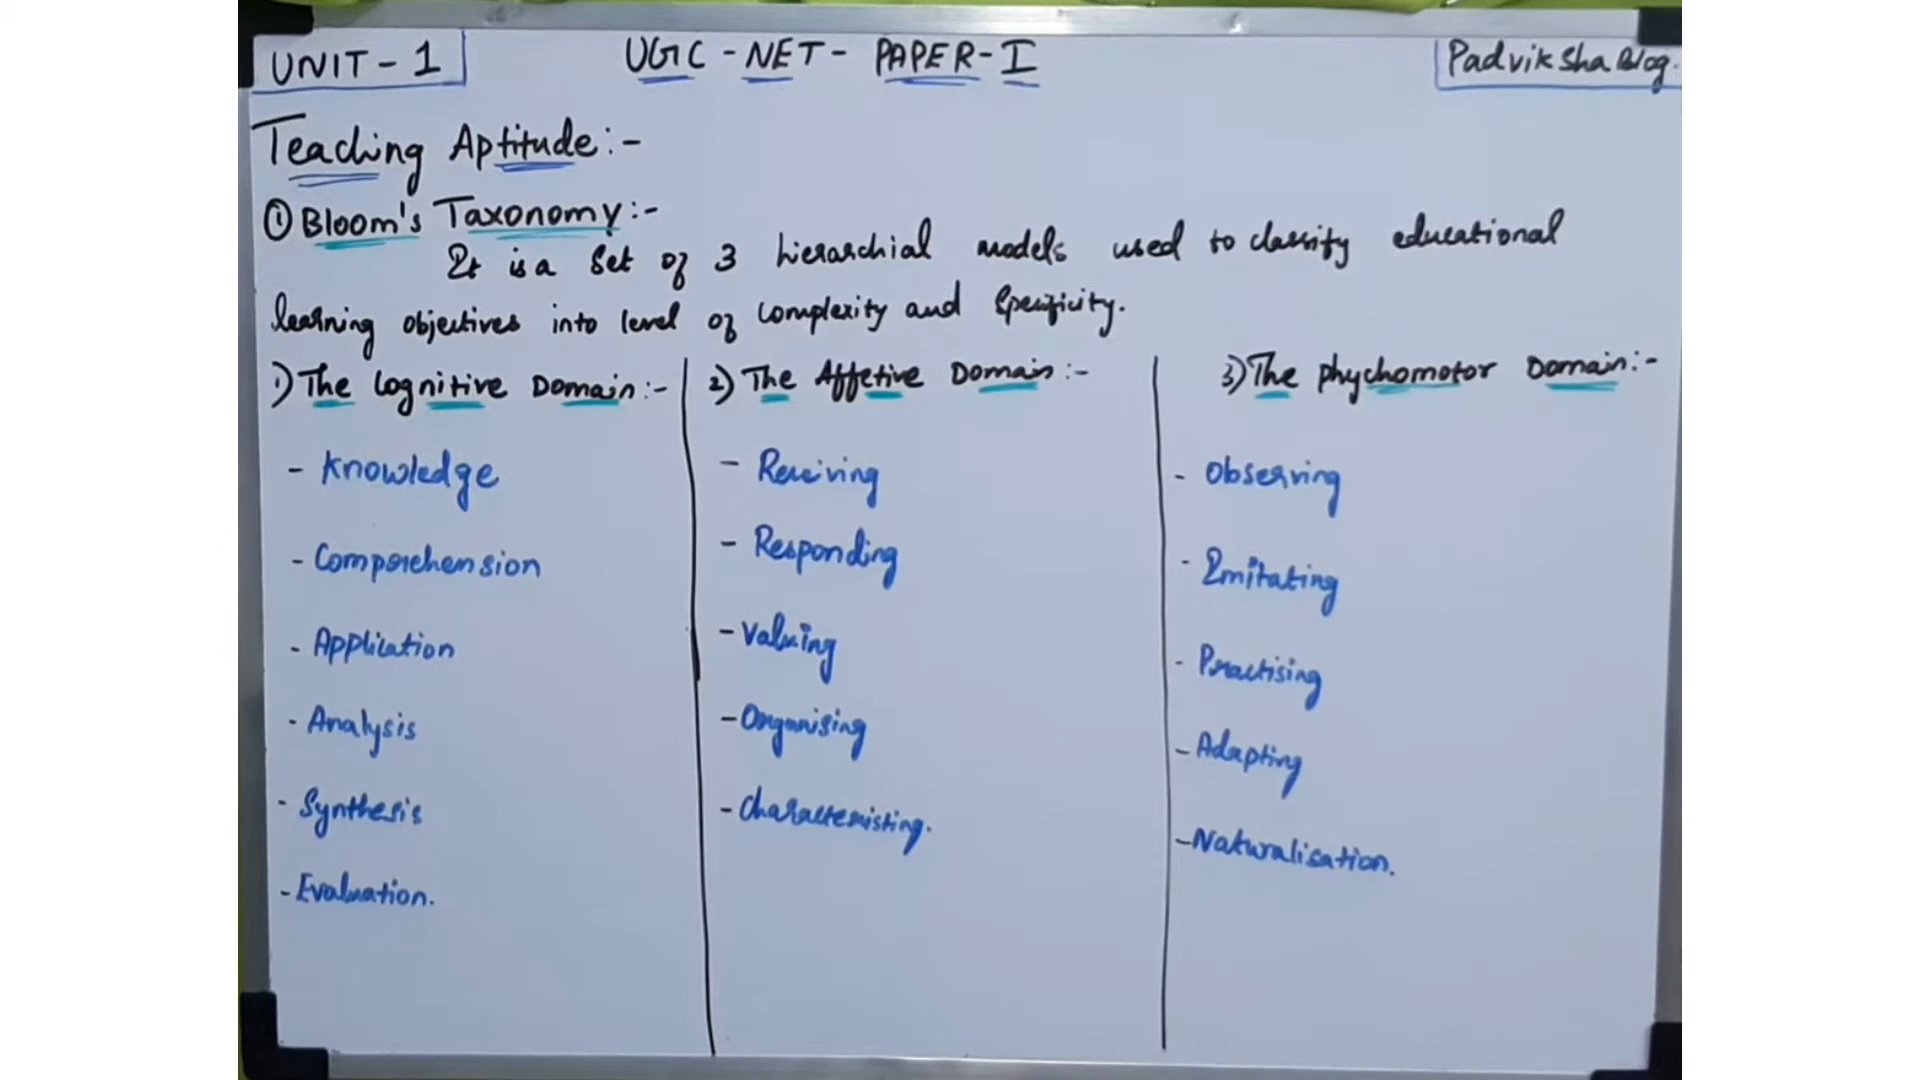 UNIT - 1
UGC - NET - PAPER - I
Padviksha Blog.
Teaching Aptitude :-
① Bloom's Taxonomy :-
It is a set of 3 hierarchial models used to classify educational
learning objectives into level of complexity and specificity.
1) The Cognitive Domain :-
- Knowledge
- Comprehension
- Application
- Analysis
- Synthesis
- Evaluation.
2) The Affetive Domain :-
- Receiving
- Responding
- Valuing
- Organising
- Characteristing.
3) The phychomotor Domain :-
- Observing
- Imitating
- Practising
- Adapting
- Naturalisation.